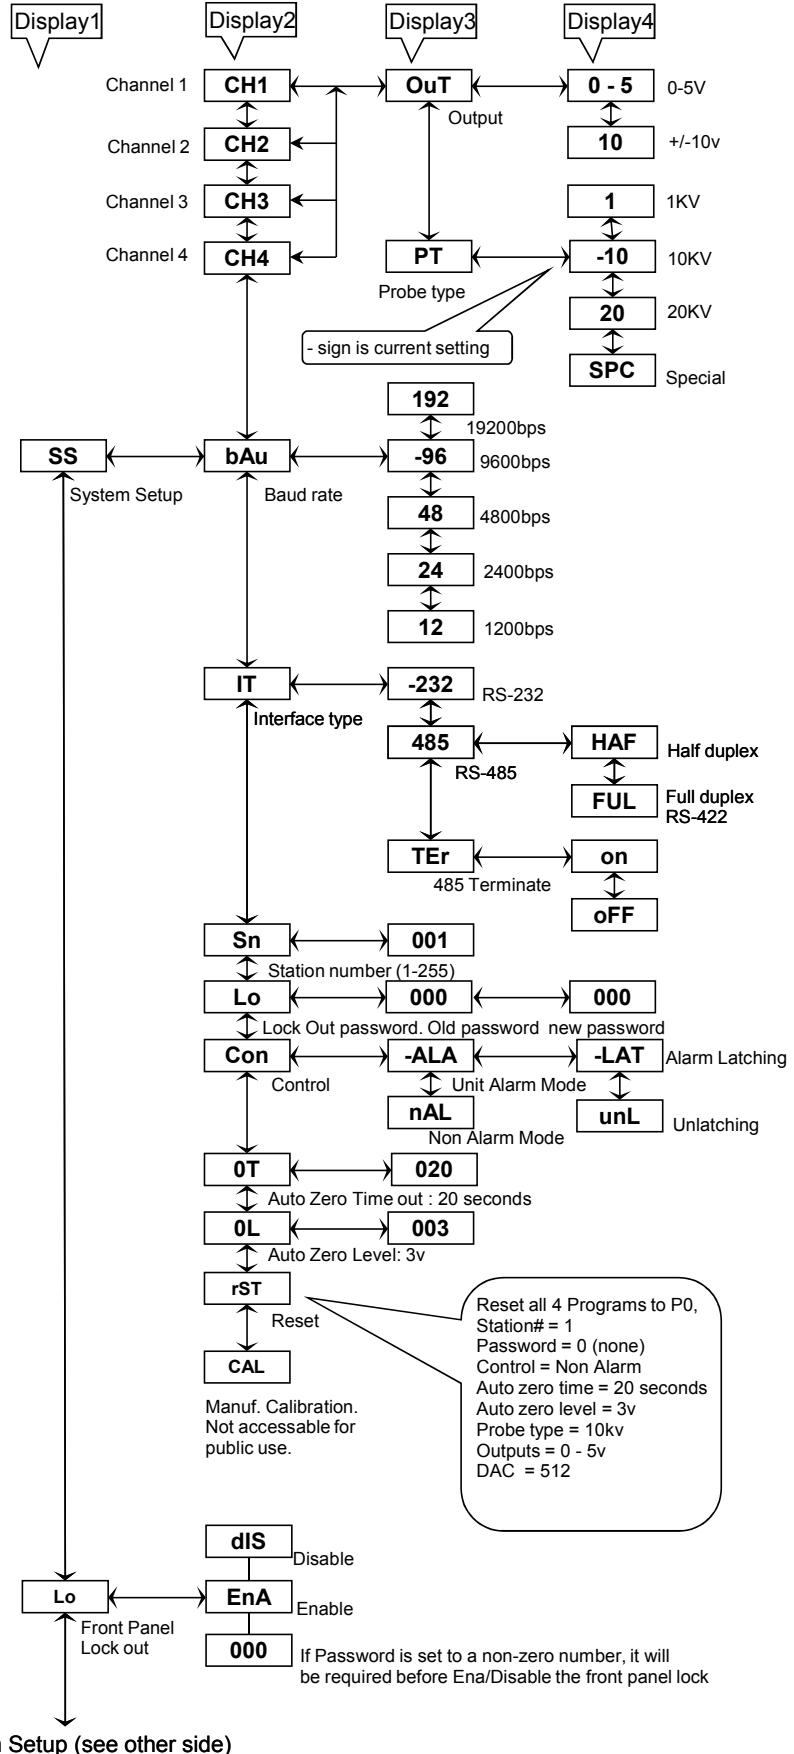 Display1 Display2 Display3 Display4
Channel 1 CH1 OuT 0 - 5 0-5V
Output
Channel 2 CH2 10 +/-10v
Channel 3 CH3 1 1KV
Channel 4 CH4 PT -10 10KV
Probe type
20 20KV
- sign is current setting
SPC Special
192
19200bps
SS bAu -96 9600bps
System Setup Baud rate
48 4800bps
24 2400bps
12 1200bps
IT -232 RS-232
Interface type
485 HAF Half duplex
RS-485
FUL Full duplex
RS-422
TEr on
485 Terminate
oFF
Sn 001
Station number (1-255)
Lo 000 000
Lock Out password. Old password new password
Con -ALA -LAT Alarm Latching
Control Unit Alarm Mode
nAL unL Unlatching
Non Alarm Mode
0T 020
Auto Zero Time out : 20 seconds
0L 003
Auto Zero Level: 3v
rST
Reset
CAL
Manuf. Calibration.
Not accessable for
public use.
Reset all 4 Programs to P0,
Station# = 1
Password = 0 (none)
Control = Non Alarm
Auto zero time = 20 seconds
Auto zero level = 3v
Probe type = 10kv
Outputs = 0 - 5v
DAC = 512
dIS
Disable
Lo EnA
Enable
Front Panel
Lock out
000
If Password is set to a non-zero number, it will
be required before Ena/Disable the front panel lock
Setup (see other side)